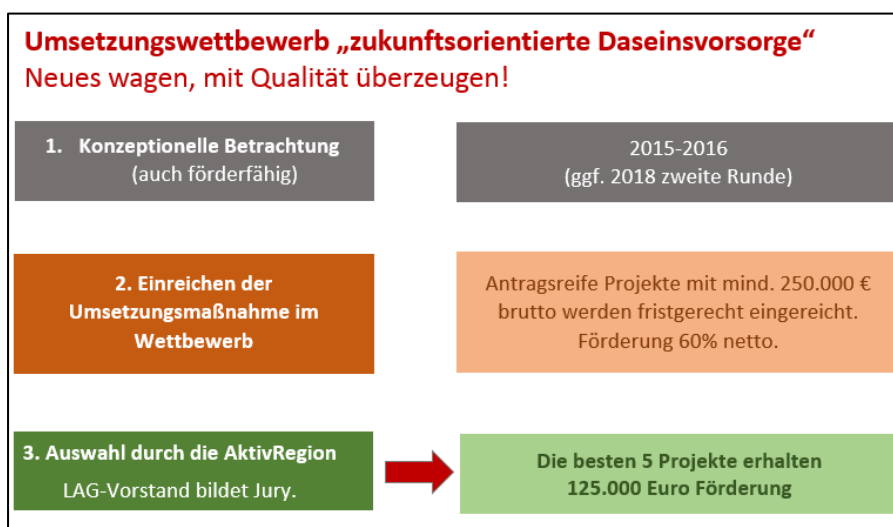 Umsetzungswettbewerb „zukunftsorientierte Daseinsvorsorge“
Neues wagen, mit Qualität überzeugen!
1. Konzeptionelle Betrachtung
(auch förderfähig)
2015-2016
(ggf. 2018 zweite Runde)
2. Einreichen der
Umsetzungsmaßnahme im
Wettbewerb
Antragsreife Projekte mit mind. 250.000 €
brutto werden fristgerecht eingereicht.
Förderung 60% netto.
3. Auswahl durch die AktivRegion
LAG-Vorstand bildet Jury.
Die besten 5 Projekte erhalten
125.000 Euro Förderung